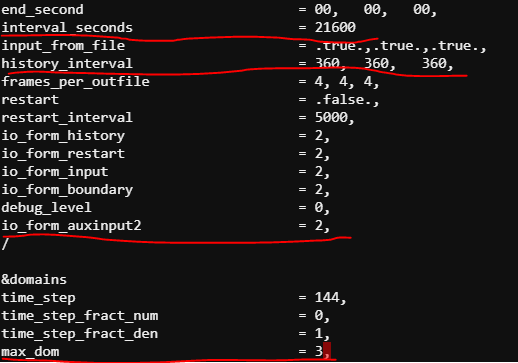 end_second = 00, 00, 00,
interval_seconds = 21600
input_from_file = .true.,.true.,.true.,
history_interval = 360, 360, 360,
frames_per_outfile = 4, 4, 4,
restart = .false.,
restart_interval = 5000,
io_form_history = 2,
io_form_restart = 2,
io_form_input = 2,
io_form_boundary = 2,
debug_level = 0,
io_form_auxinput2 = 2,
/
&domains
time_step = 144,
time_step_fract_num = 0,
time_step_fract_den = 1,
max_dom = 3,